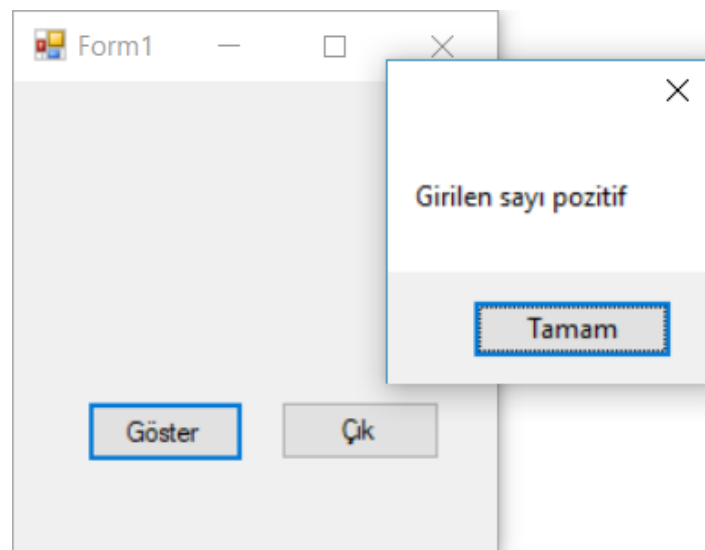 Form1
Girilen sayı pozitif
Tamam
Göster
Çık